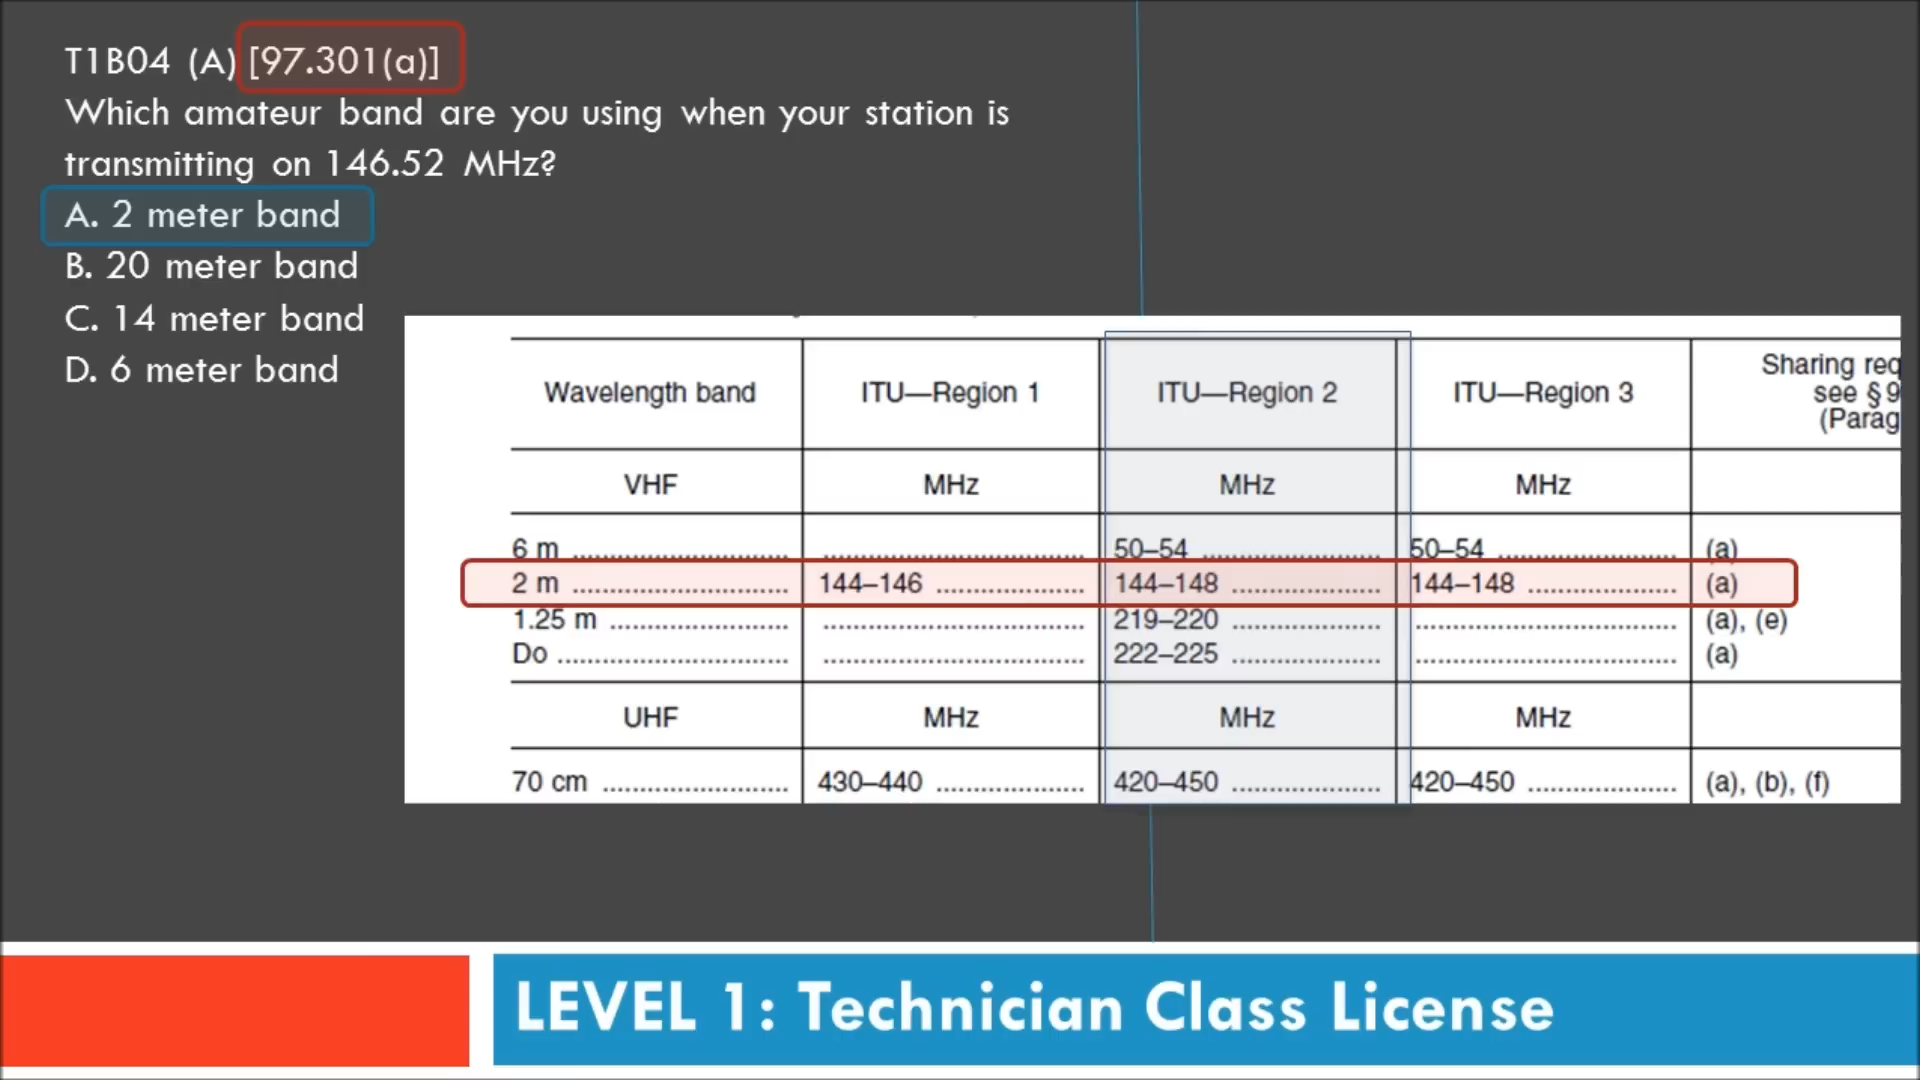 T1B04 (A) [97.301(a)]
Which amateur band are you using when your station is
transmitting on 146.52 MHz?
A. 2 meter band
B. 20 meter band
C. 14 meter band
D. 6 meter band
Wavelength band ITU—Region 1 ITU—Region 2 ITU—Region 3 Sharing req
see § 9
(Parag
VHF MHz MHz MHz
6 m ........................... ................................. 50–54 ................... 50–54 ................... (a)
2 m ........................... 144–146 ................... 144–148 ................... 144–148 ................... (a)
1.25 m ...................... ................................. 219–220 ................... ................................. (a), (e)
Do ............................ ................................. 222–225 ................... ................................. (a)
UHF MHz MHz MHz
70 cm ....................... 430–440 ................... 420–450 ................... 420–450 ................... (a), (b), (f)
LEVEL 1: Technician Class License